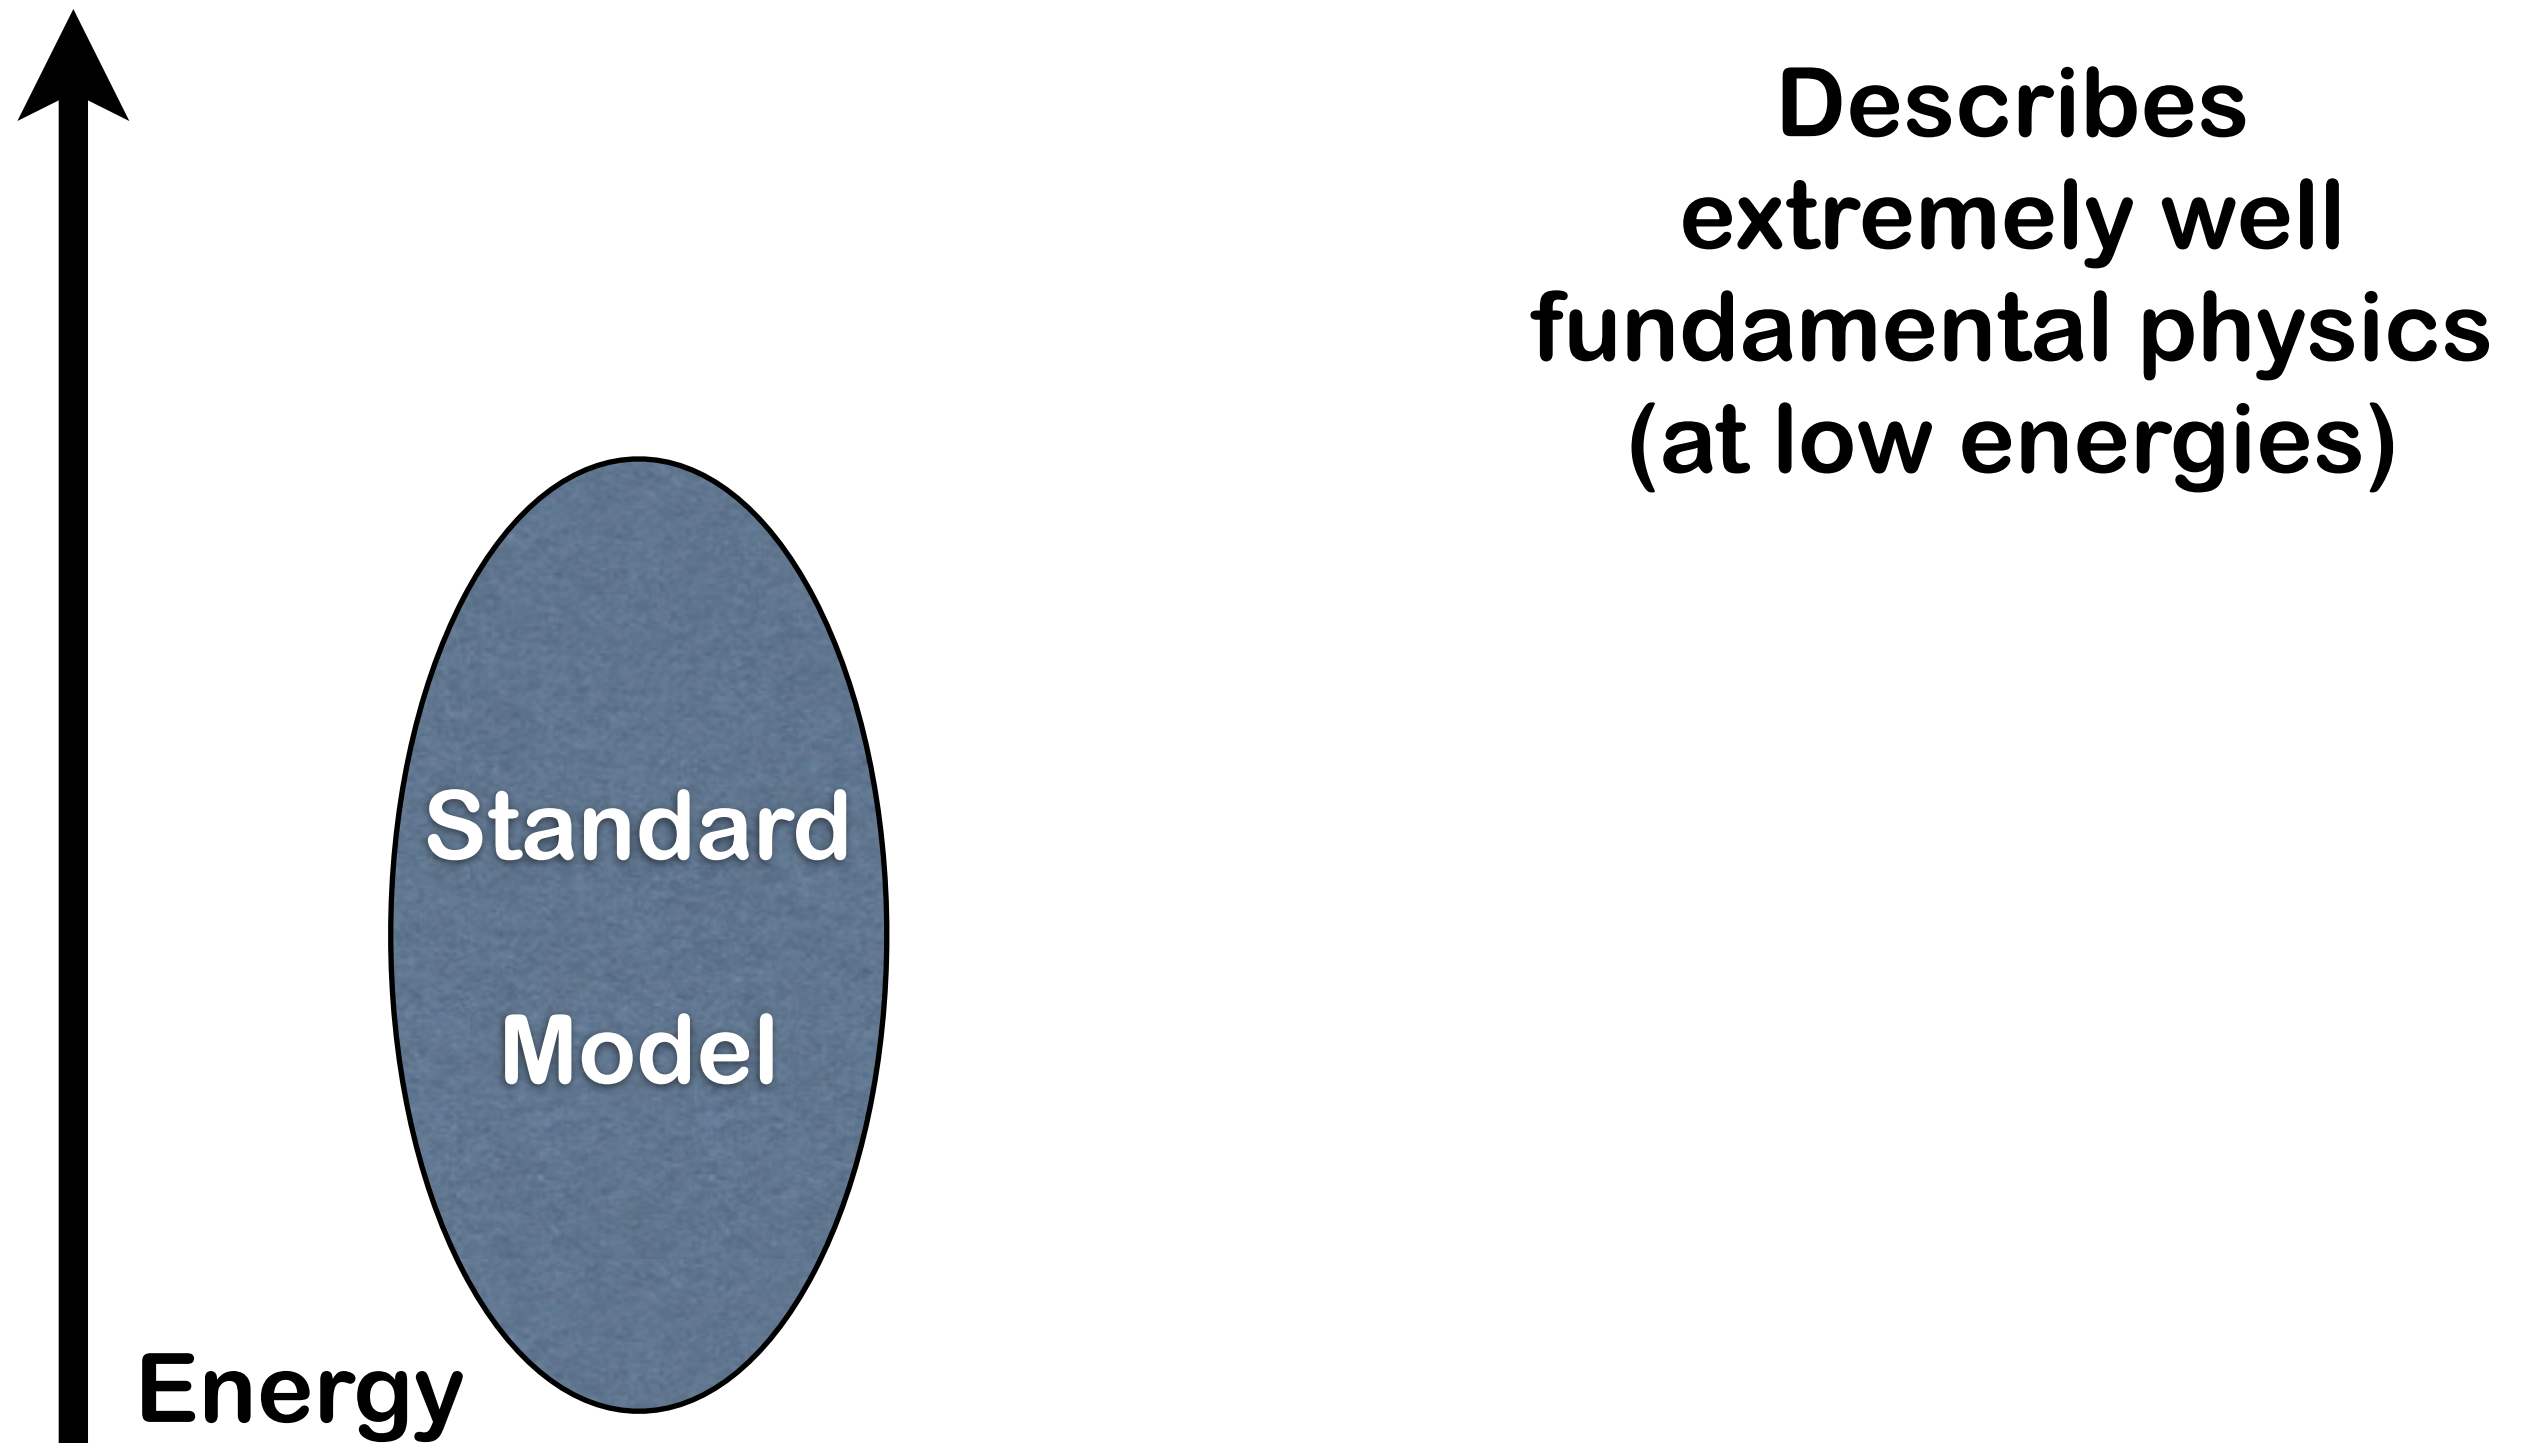 Describes
extremely well
fundamental physics
(at low energies)
Standard
Model
Energy